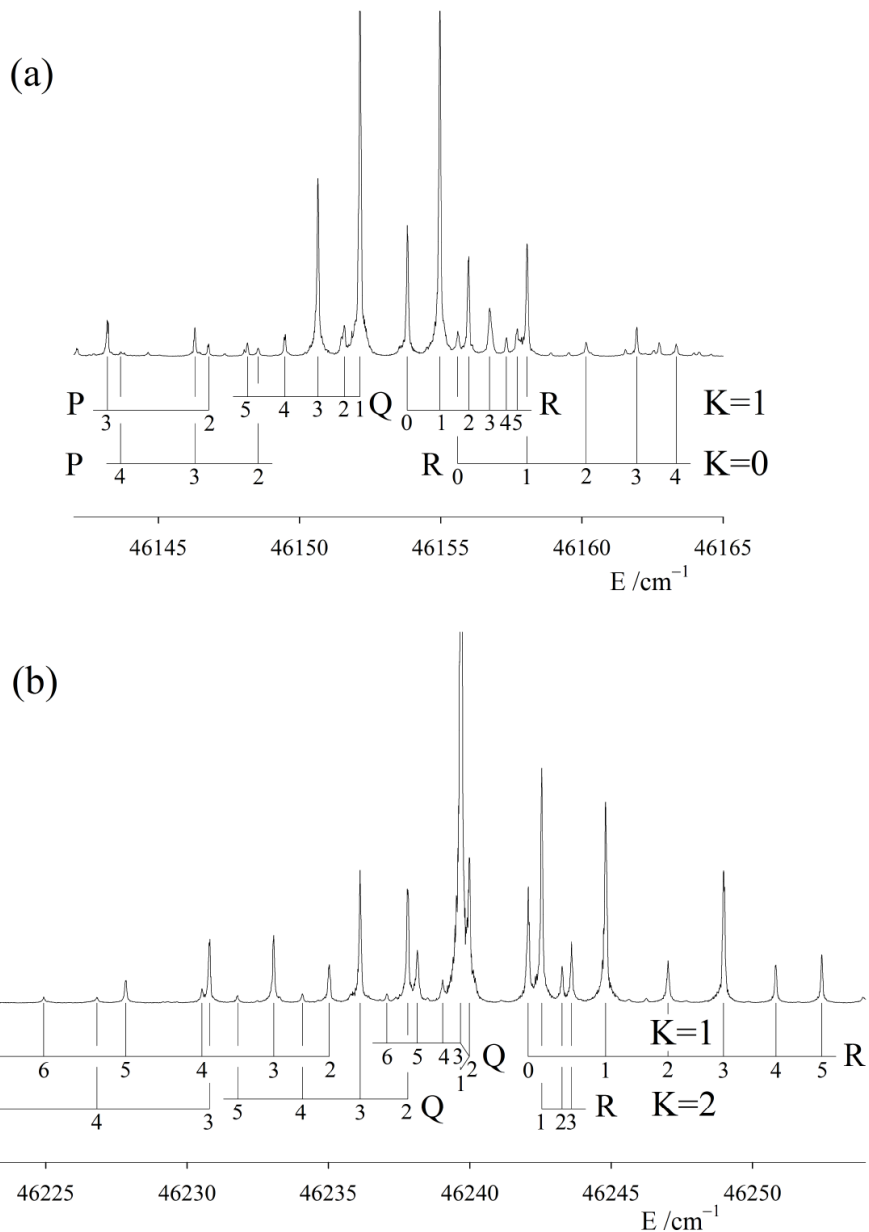 (a)
P Q R K=1
3 2 5 4 3 2 1 0 1 2 3 4 5
P R K=0
4 3 2 0 1 2 3 4
46145 46150 46155 46160 46165
E /cm⁻¹
(b)
K=1
6 5 4 3 2 6 5 4 3 2 Q 0 1 2 3 4 5 R
1
4 3 5 4 3 2 Q 1 2 3 R K=2
46225 46230 46235 46240 46245 46250
E /cm⁻¹